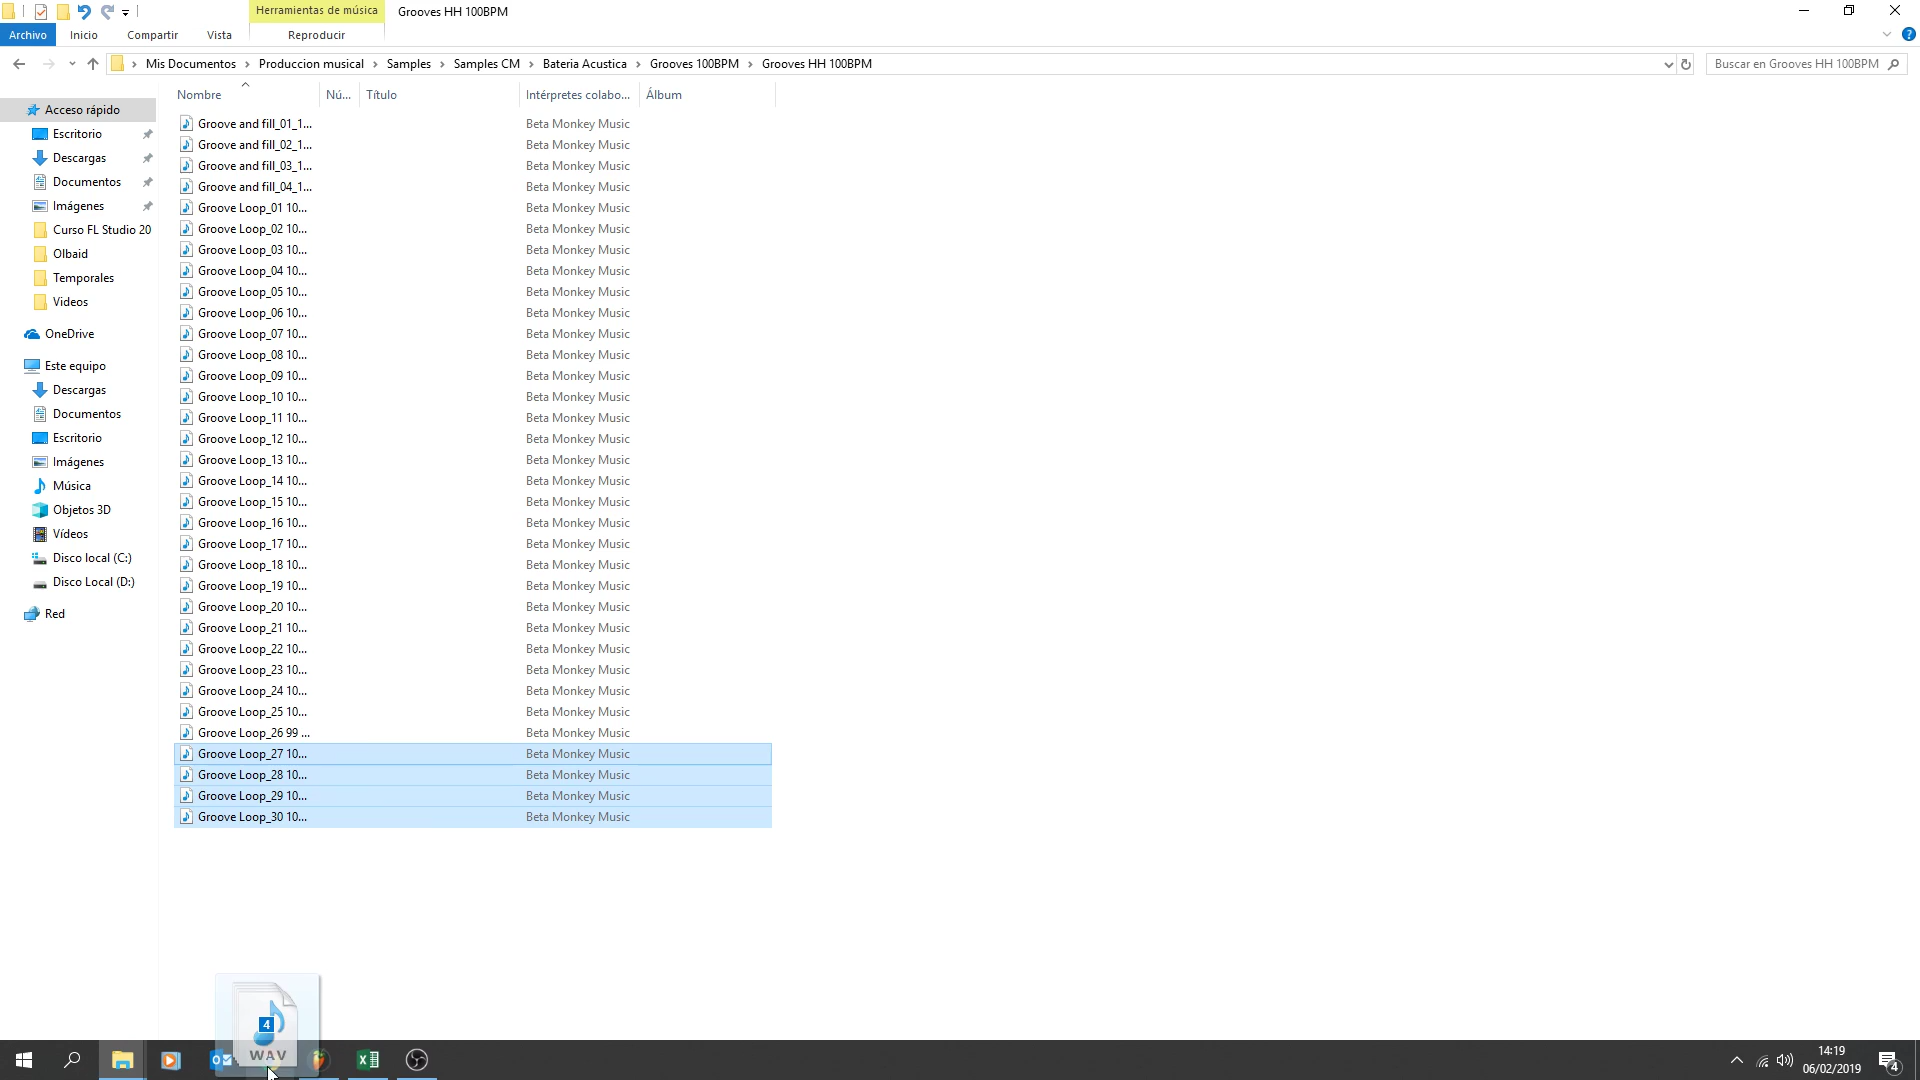 Herramientas de música
Grooves HH 100BPM
Archivo
Inicio
Compartir
Vista
Reproducir
Mis Documentos
Produccion musical
Samples
Samples CM
Bateria Acustica
Grooves 100BPM
Grooves HH 100BPM
Buscar en Grooves HH 100BPM
Nombre
Nú...
Título
Intérpretes colabo...
Álbum
Acceso rápido
Escritorio
Descargas
Documentos
Imágenes
Curso FL Studio 20
Olbaid
Temporales
Videos
OneDrive
Este equipo
Descargas
Documentos
Escritorio
Imágenes
Música
Objetos 3D
Vídeos
Disco local (C:)
Disco Local (D:)
Red
Groove and fill_01_1... Beta Monkey Music
Groove and fill_02_1... Beta Monkey Music
Groove and fill_03_1... Beta Monkey Music
Groove and fill_04_1... Beta Monkey Music
Groove Loop_01 10... Beta Monkey Music
Groove Loop_02 10... Beta Monkey Music
Groove Loop_03 10... Beta Monkey Music
Groove Loop_04 10... Beta Monkey Music
Groove Loop_05 10... Beta Monkey Music
Groove Loop_06 10... Beta Monkey Music
Groove Loop_07 10... Beta Monkey Music
Groove Loop_08 10... Beta Monkey Music
Groove Loop_09 10... Beta Monkey Music
Groove Loop_10 10... Beta Monkey Music
Groove Loop_11 10... Beta Monkey Music
Groove Loop_12 10... Beta Monkey Music
Groove Loop_13 10... Beta Monkey Music
Groove Loop_14 10... Beta Monkey Music
Groove Loop_15 10... Beta Monkey Music
Groove Loop_16 10... Beta Monkey Music
Groove Loop_17 10... Beta Monkey Music
Groove Loop_18 10... Beta Monkey Music
Groove Loop_19 10... Beta Monkey Music
Groove Loop_20 10... Beta Monkey Music
Groove Loop_21 10... Beta Monkey Music
Groove Loop_22 10... Beta Monkey Music
Groove Loop_23 10... Beta Monkey Music
Groove Loop_24 10... Beta Monkey Music
Groove Loop_25 10... Beta Monkey Music
Groove Loop_26 99 ... Beta Monkey Music
Groove Loop_27 10... Beta Monkey Music
Groove Loop_28 10... Beta Monkey Music
Groove Loop_29 10... Beta Monkey Music
Groove Loop_30 10... Beta Monkey Music
4
WAV
14:19
06/02/2019
4